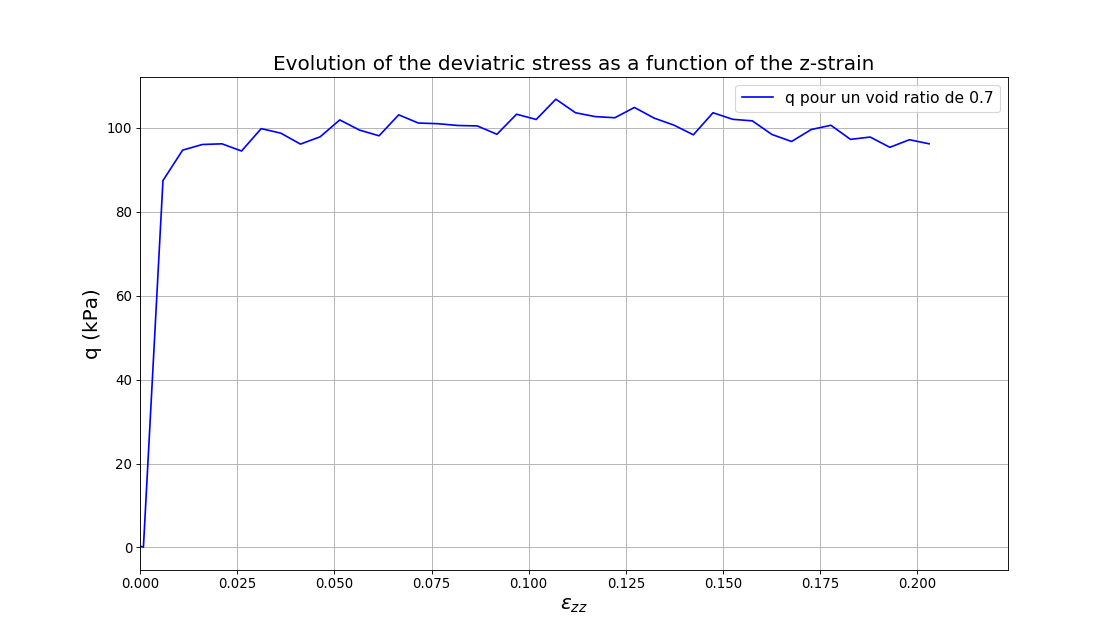 Evolution of the deviatric stress as a function of the z-strain
q pour un void ratio de 0.7
q (kPa)
100
80
60
40
20
0
0.000 0.025 0.050 0.075 0.100 0.125 0.150 0.175 0.200
ε_zz